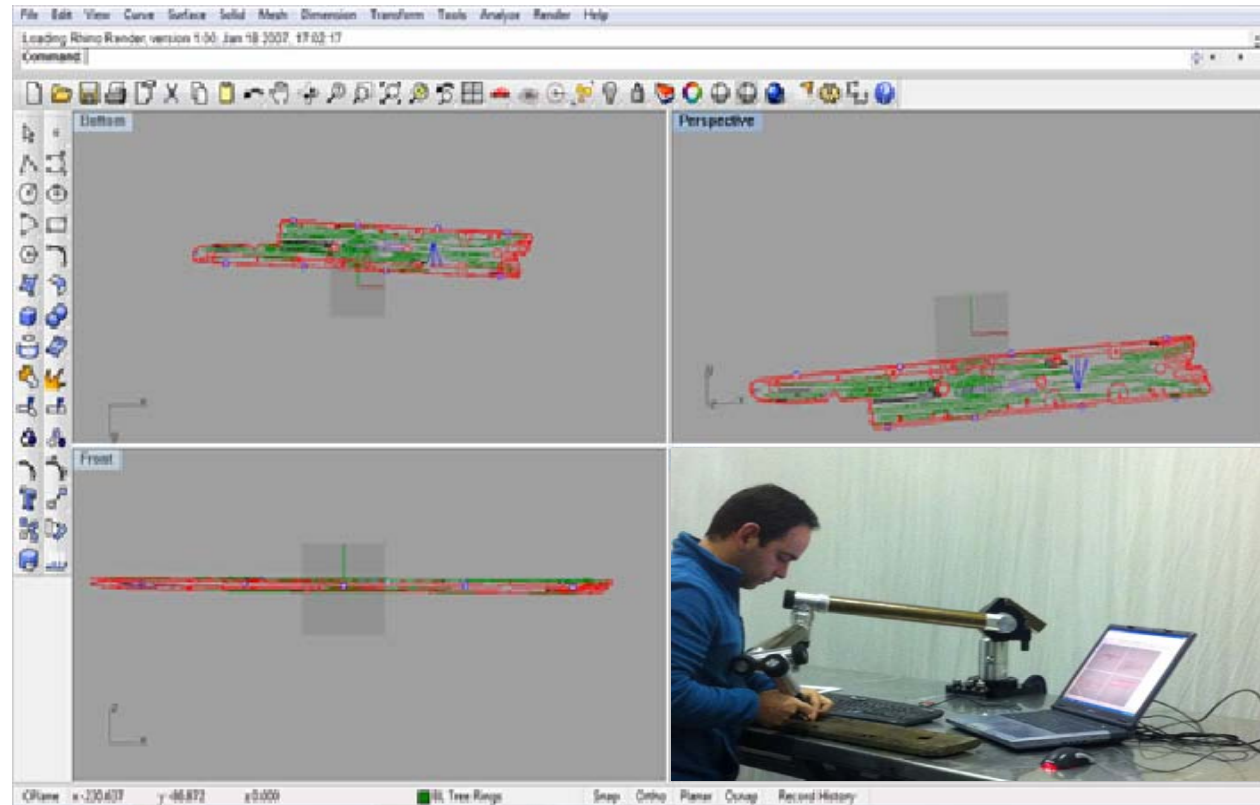 File Edit View Curve Surface Solid Mesh Dimension Transform Tools Analyze Render Help
Loading Rhino Render, version 1.00, Jan 18 2007, 17:02:17
Command:
Bottom
Perspective
Front
CPlane x -230.637 y -86.872 z 0.000 BL Tree Rings Snap Ortho Planar Osnap Record History